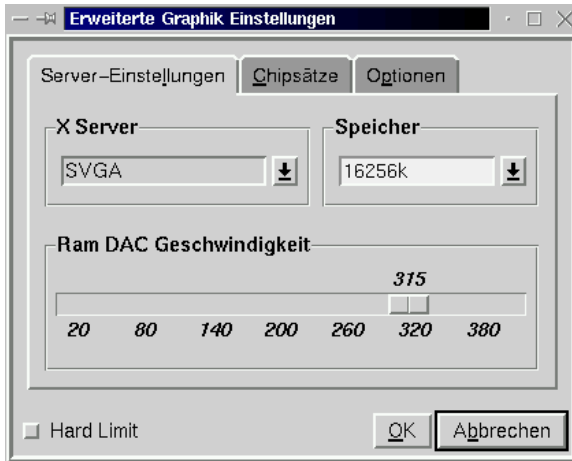 Erweiterte Graphik Einstellungen
Server-Einstellungen Chipsätze Optionen
X Server Speicher
SVGA 16256k
Ram DAC Geschwindigkeit
315
20 80 140 200 260 320 380
Hard Limit OK Abbrechen